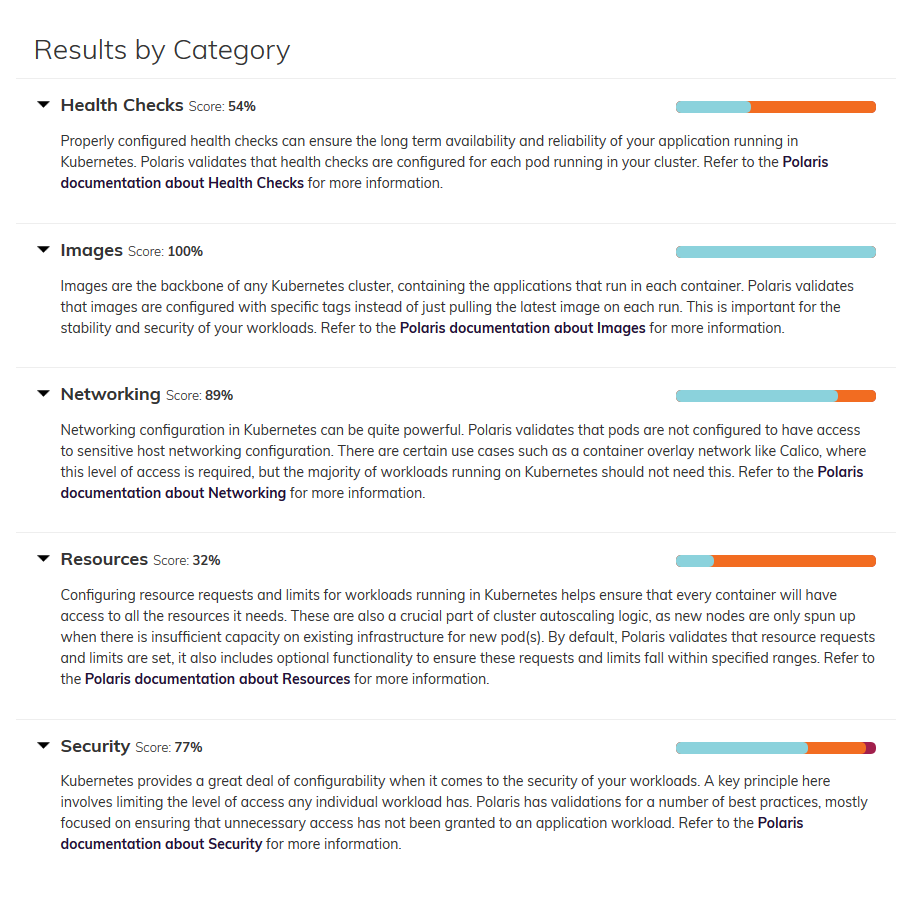 Results by Category
Health Checks Score: 54%
Properly configured health checks can ensure the long term availability and reliability of your application running in
Kubernetes. Polaris validates that health checks are configured for each pod running in your cluster. Refer to the Polaris
documentation about Health Checks for more information.
Images Score: 100%
Images are the backbone of any Kubernetes cluster, containing the applications that run in each container. Polaris validates
that images are configured with specific tags instead of just pulling the latest image on each run. This is important for the
stability and security of your workloads. Refer to the Polaris documentation about Images for more information.
Networking Score: 89%
Networking configuration in Kubernetes can be quite powerful. Polaris validates that pods are not configured to have access
to sensitive host networking configuration. There are certain use cases such as a container overlay network like Calico, where
this level of access is required, but the majority of workloads running on Kubernetes should not need this. Refer to the Polaris
documentation about Networking for more information.
Resources Score: 32%
Configuring resource requests and limits for workloads running in Kubernetes helps ensure that every container will have
access to all the resources it needs. These are also a crucial part of cluster autoscaling logic, as new nodes are only spun up
when there is insufficient capacity on existing infrastructure for new pod(s). By default, Polaris validates that resource requests
and limits are set, it also includes optional functionality to ensure these requests and limits fall within specified ranges. Refer to
the Polaris documentation about Resources for more information.
Security Score: 77%
Kubernetes provides a great deal of configurability when it comes to the security of your workloads. A key principle here
involves limiting the level of access any individual workload has. Polaris has validations for a number of best practices, mostly
focused on ensuring that unnecessary access has not been granted to an application workload. Refer to the Polaris
documentation about Security for more information.